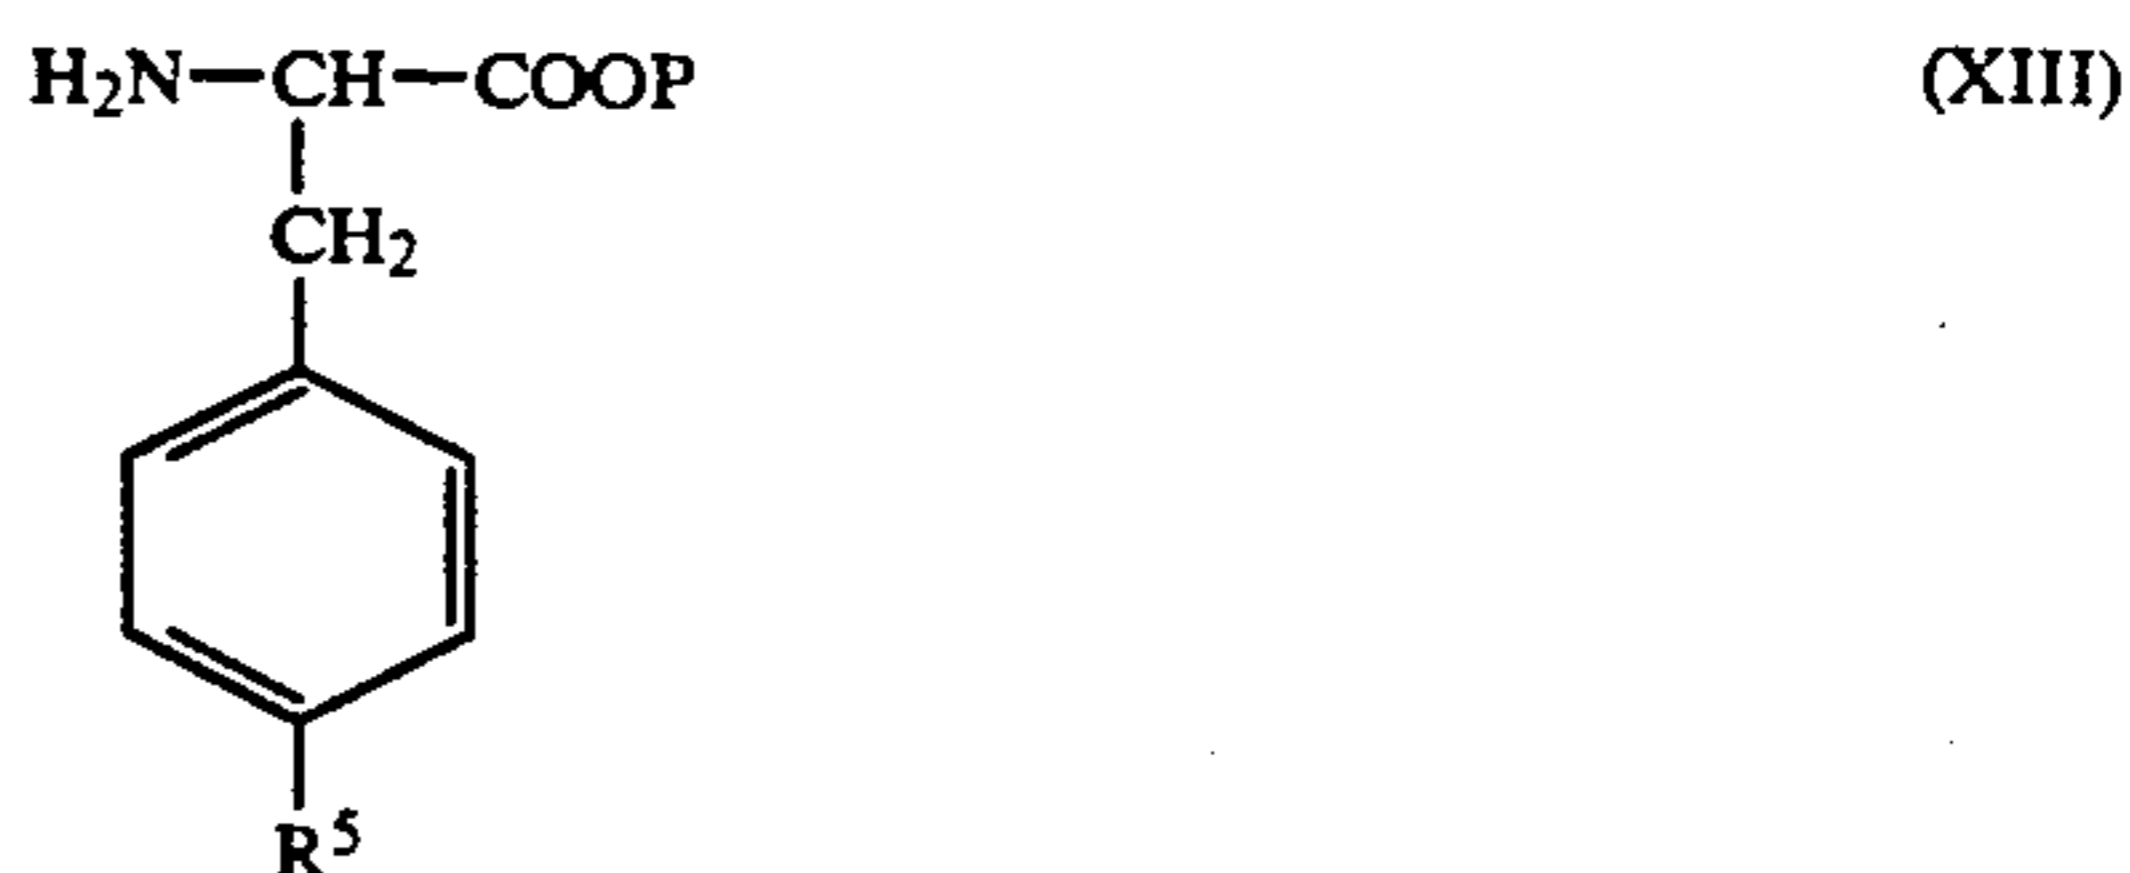 H₂N—CH—COOP (XIII)
CH₂
R⁵